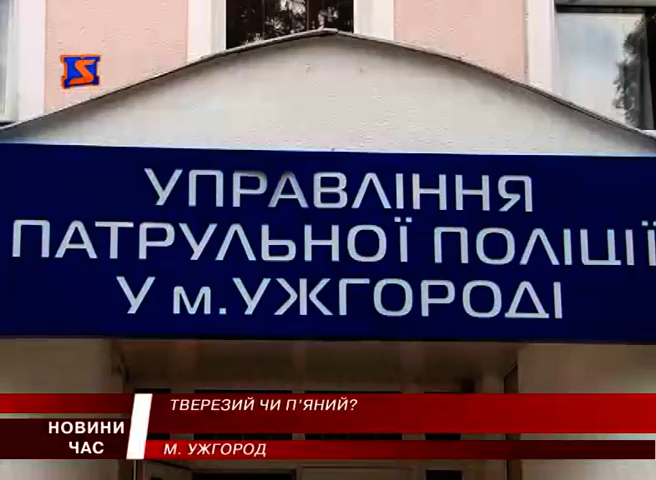 УПРАВЛІННЯ
ПАТРУЛЬНОЇ ПОЛІЦІЇ
У м.УЖГОРОДІ
ТВЕРЕЗИЙ ЧИ П'ЯНИЙ?
НОВИНИ
ЧАС
М. УЖГОРОД